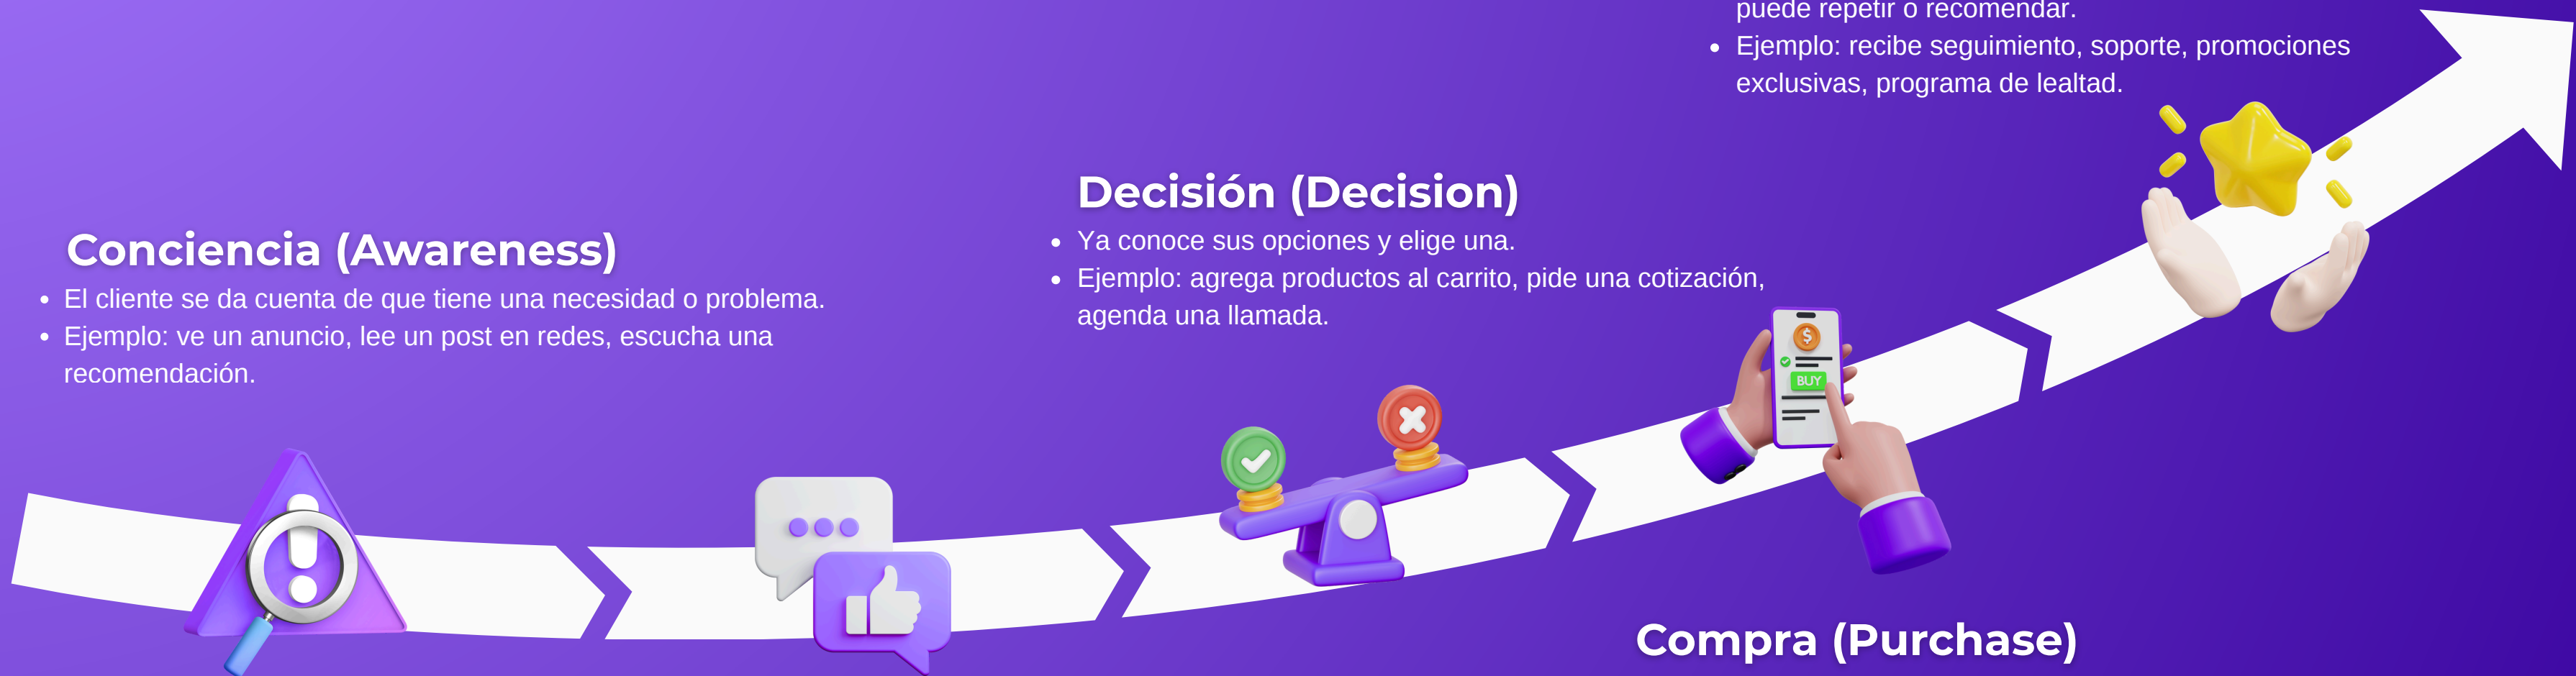 puede repetir o recomendar.
• Ejemplo: recibe seguimiento, soporte, promociones
exclusivas, programa de lealtad.
Decisión (Decision)
• Ya conoce sus opciones y elige una.
• Ejemplo: agrega productos al carrito, pide una cotización,
agenda una llamada.
Conciencia (Awareness)
• El cliente se da cuenta de que tiene una necesidad o problema.
• Ejemplo: ve un anuncio, lee un post en redes, escucha una
recomendación.
$
BUY
Compra (Purchase)